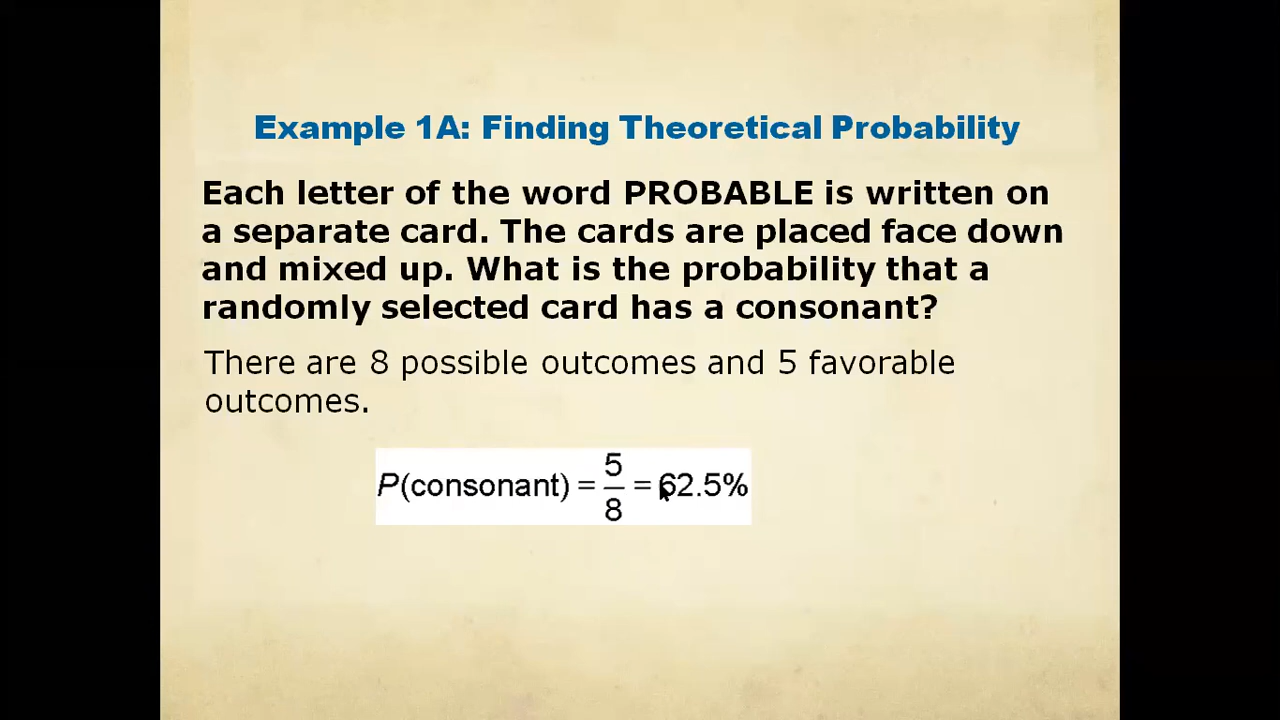 Example 1A: Finding Theoretical Probability
Each letter of the word PROBABLE is written on
a separate card. The cards are placed face down
and mixed up. What is the probability that a
randomly selected card has a consonant?
There are 8 possible outcomes and 5 favorable
outcomes.
P(consonant) = 5/8 = 62.5%